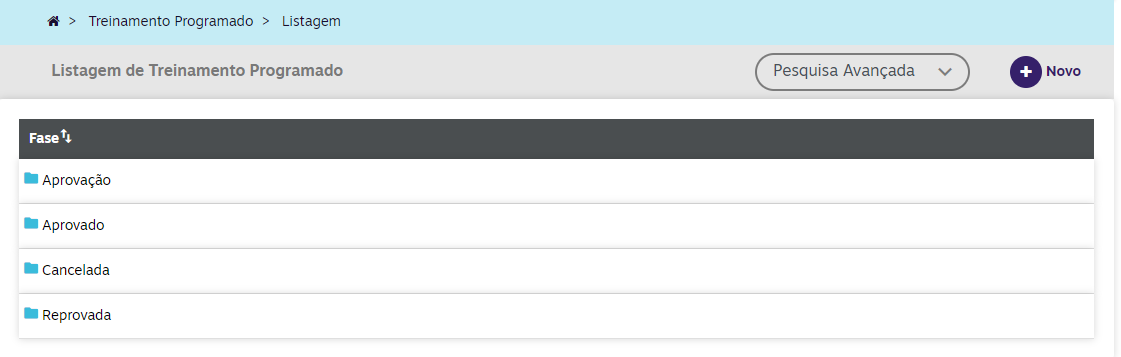 > Treinamento Programado > Listagem
Listagem de Treinamento Programado Pesquisa Avançada Novo
Fase
Aprovação
Aprovado
Cancelada
Reprovada